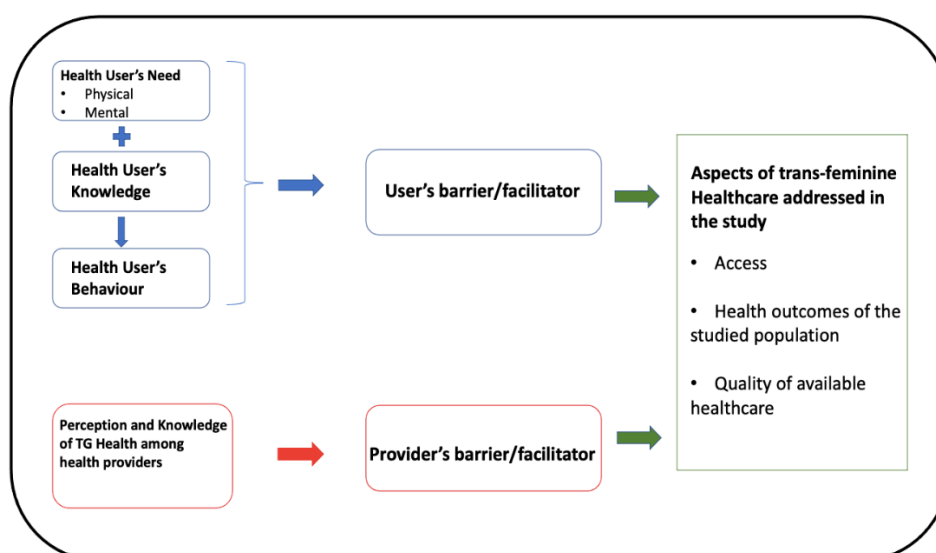 Health User's Need
• Physical
• Mental
Health User's
Knowledge
Health User's
Behaviour
User's barrier/facilitator
Perception and Knowledge
of TG Health among
health providers
Provider's barrier/facilitator
Aspects of trans-feminine
Healthcare addressed in
the study
• Access
• Health outcomes of the
studied population
• Quality of available
healthcare